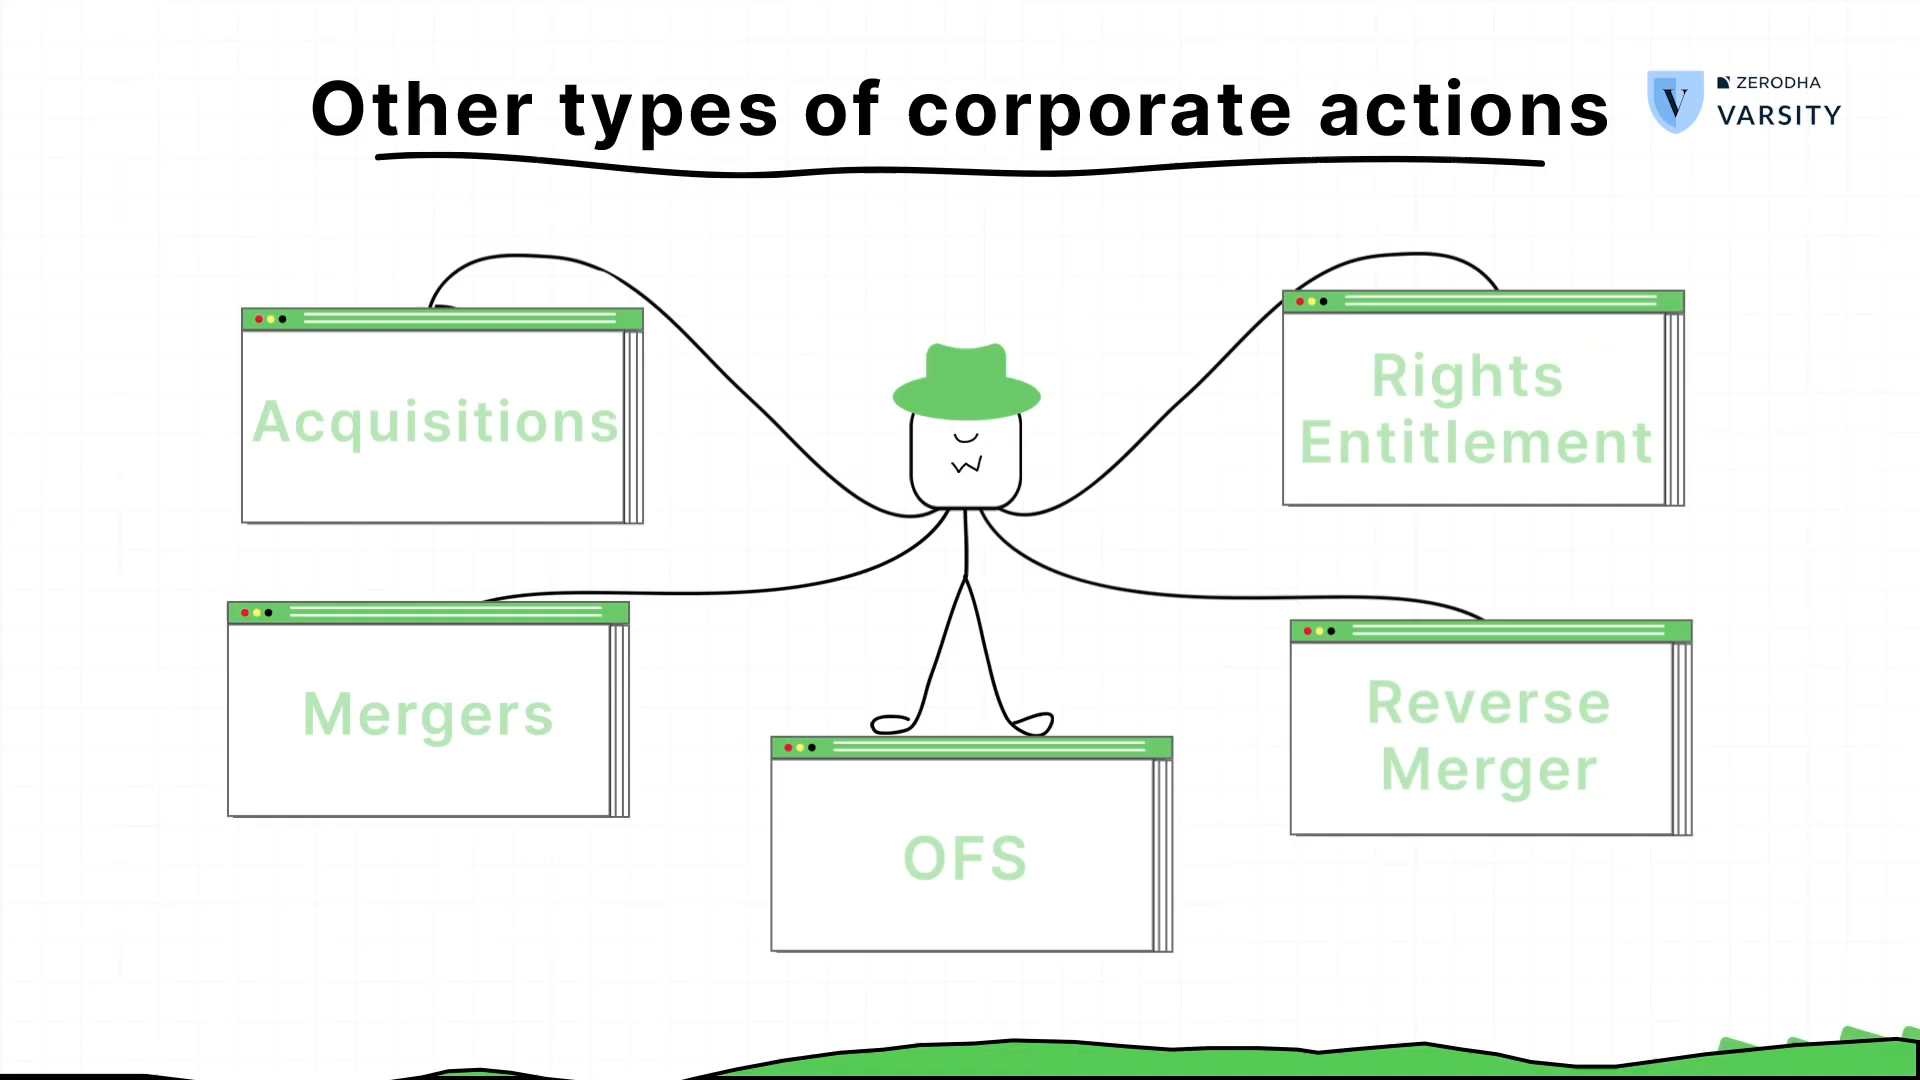 Other types of corporate actions
V
ZERODHA
VARSITY
Acquisitions
Rights
Entitlement
Mergers
Reverse
Merger
OFS